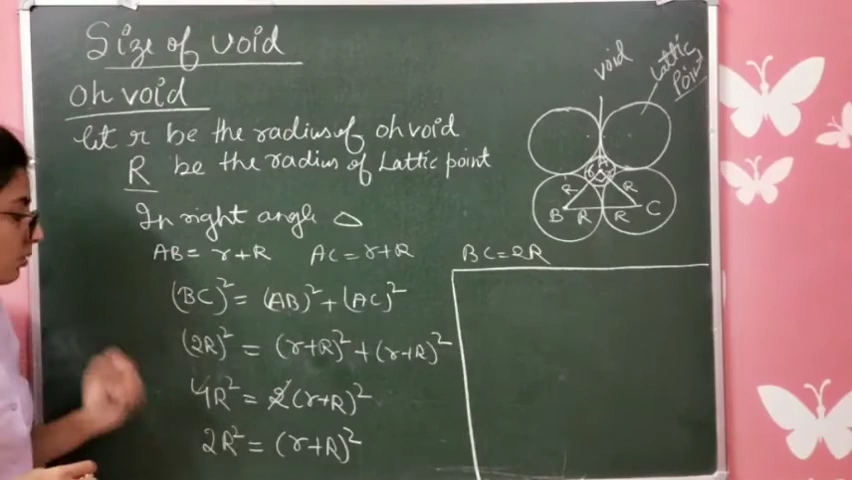 Size of void
Oh void
let r be the radius of oh void
R be the radius of Lattic point
In right angle △
AB = r+R AC = r+R BC = 2R
(BC)² = (AB)² + (AC)²
(2R)² = (r+R)² + (r+R)²
4R² = 2(r+R)²
2R² = (r+R)²
void
Lattic
Point
A
R R
B R R C